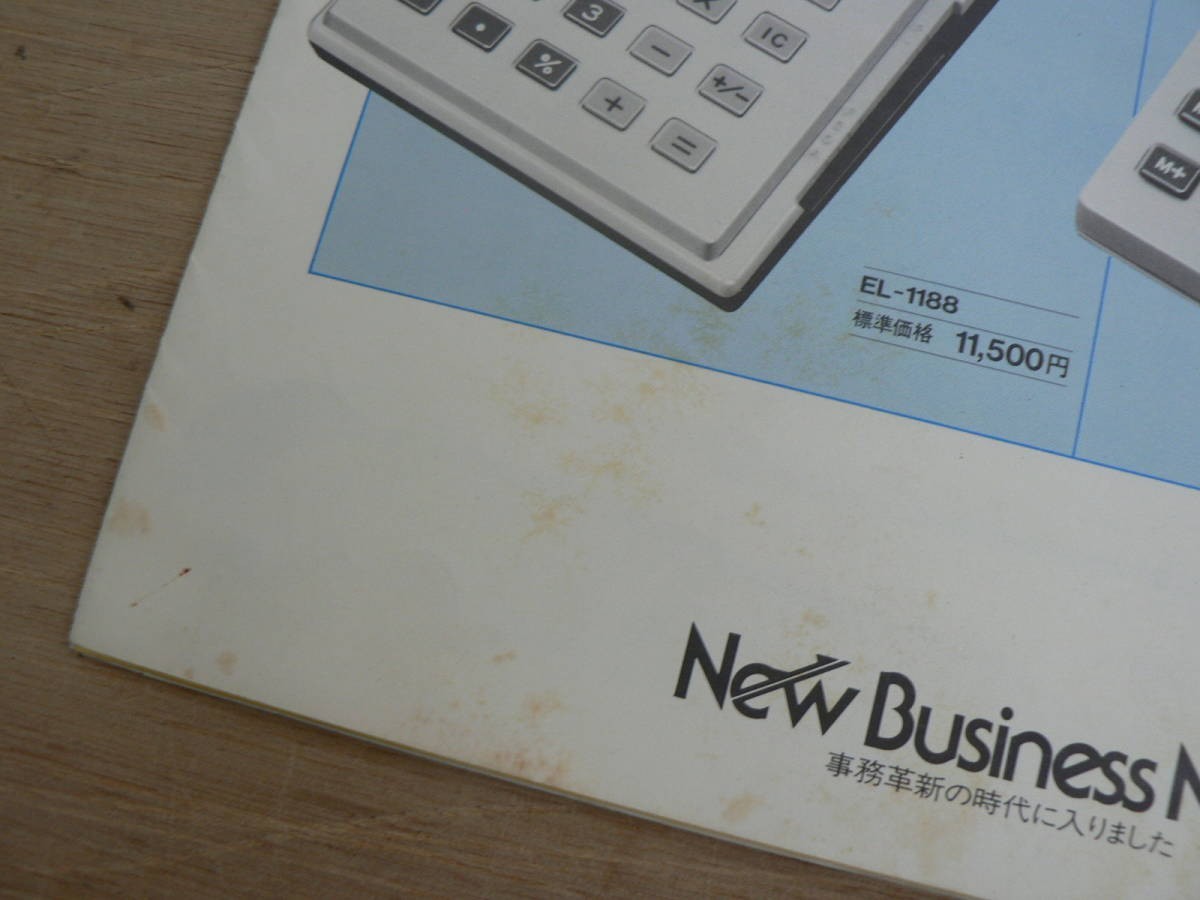 3
IC
•
−
%
+/−
+
=
M+
EL-1188
標準価格 11,500円
New Business N
事務革新の時代に入りました